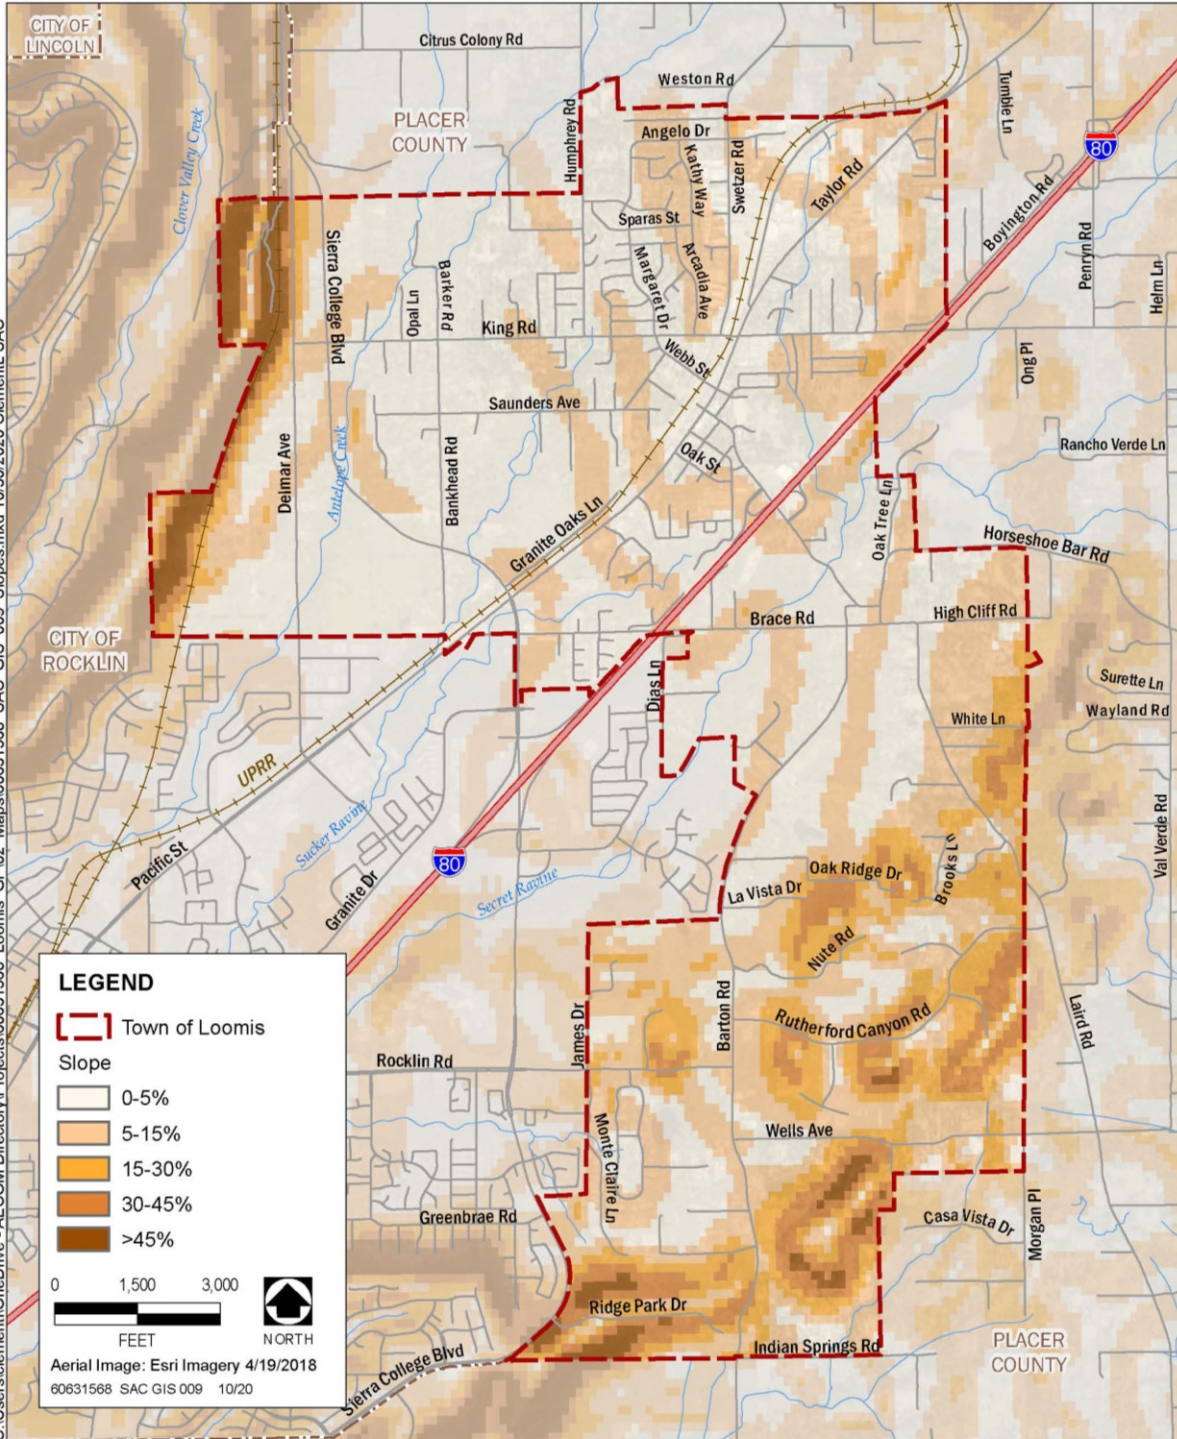 CITY OF
LINCOLN
Citrus Colony Rd
Weston Rd
Tumble Ln
Clover Valley Creek
PLACER
COUNTY
Humphrey Rd
Angelo Dr
Kathy Way
Swetzer Rd
Taylor Rd
80
Boyington Rd
Penryn Rd
Helm Ln
Sparas St
Margaret Dr
Arcadia Ave
Sierra College Blvd
Opal Ln
Barker Rd
King Rd
Webb St
Ong Pl
Saunders Ave
Rancho Verde Ln
Delmar Ave
Antelope Creek
Bankhead Rd
Oak St
Oak Tree Ln
Granite Oaks Ln
Horseshoe Bar Rd
CITY OF
ROCKLIN
Brace Rd
High Cliff Rd
Dias Ln
Surette Ln
Wayland Rd
White Ln
UPRR
Sucker Ravine
Pacific St
Granite Dr
80
Secret Ravine
Val Verde Rd
Oak Ridge Dr
La Vista Dr
Brooks Ln
Nute Rd
Barton Rd
Rutherford Canyon Rd
Laird Rd
James Dr
Rocklin Rd
Monte Claire Ln
Wells Ave
Greenbrae Rd
Casa Vista Dr
Morgan Pl
Ridge Park Dr
Indian Springs Rd
Sierra College Blvd
PLACER
COUNTY
LEGEND
Town of Loomis
Slope
0-5%
5-15%
15-30%
30-45%
>45%
0 1,500 3,000
FEET
NORTH
Aerial Image: Esri Imagery 4/19/2018
60631568 SAC GIS 009 10/20